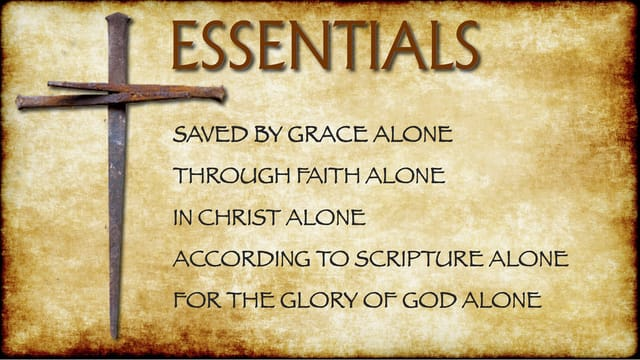 ESSENTIALS
SAVED BY GRACE ALONE
THROUGH FAITH ALONE
IN CHRIST ALONE
ACCORDING TO SCRIPTURE ALONE
FOR THE GLORY OF GOD ALONE